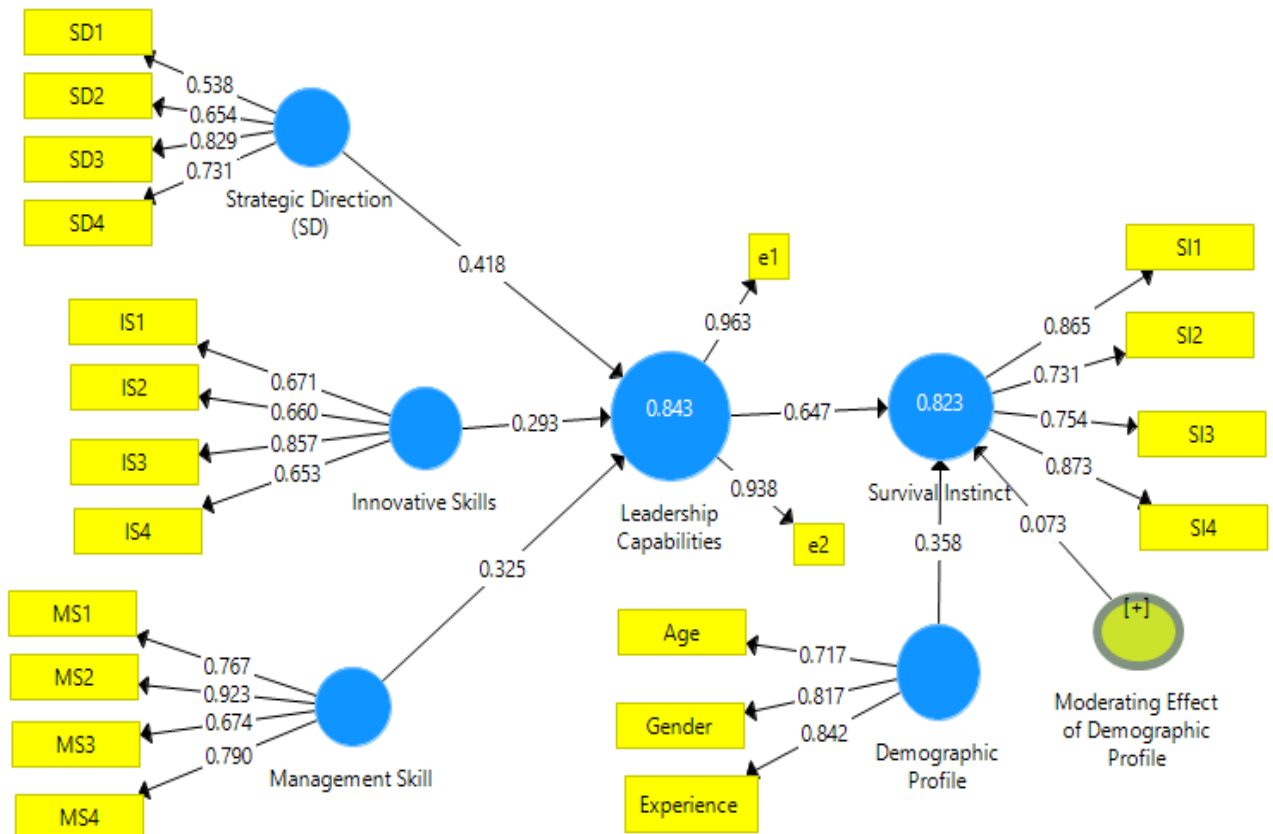 SD1
0.538
SD2
0.654
SD3
0.829
0.731
SD4
Strategic Direction
(SD)
0.418
IS1
0.671
IS2
0.660
IS3
0.857
0.653
IS4
Innovative Skills
0.293
MS1
0.767
MS2
0.923
MS3
0.674
0.790
MS4
Management Skill
0.325
e1
0.963
0.843
0.938
e2
Leadership
Capabilities
0.647
0.823
Survival Instinct
SI1
0.865
SI2
0.731
0.754
SI3
0.873
SI4
0.073
0.358
Age
0.717
Gender
0.817
0.842
Experience
Demographic
Profile
[+]
Moderating Effect
of Demographic
Profile